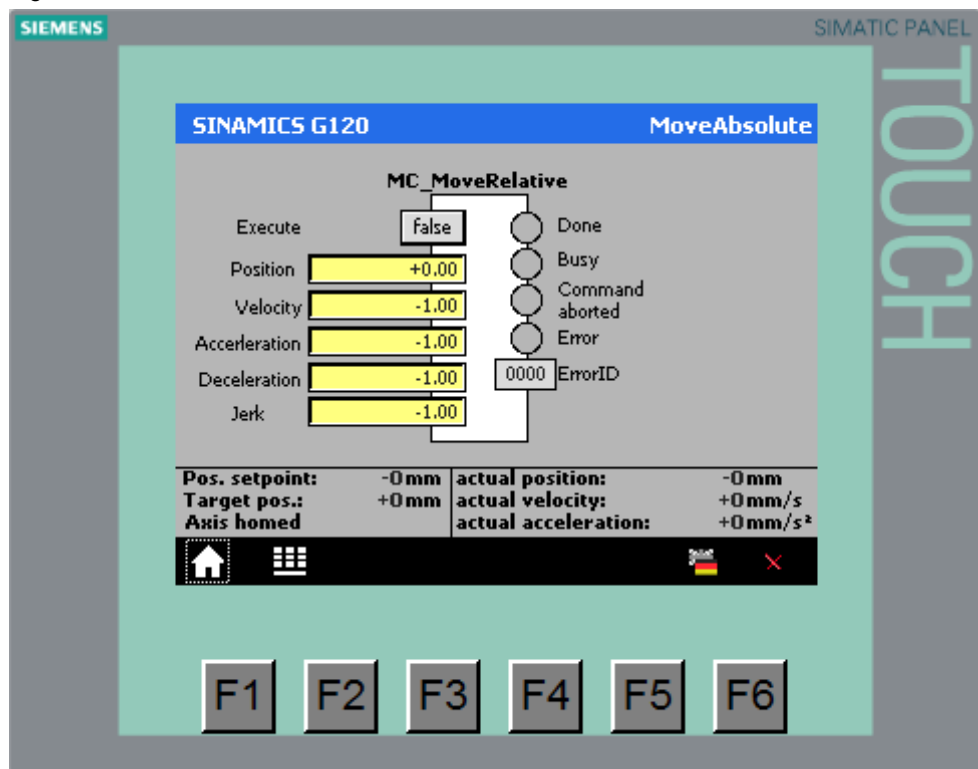 SIEMENS
SIMATIC PANEL
TOUCH
SINAMICS G120 MoveAbsolute
MC_MoveRelative
Execute false Done
Position +0.00 Busy
Velocity -1.00 Command aborted
Accerleration -1.00 Error
Deceleration -1.00 0000 ErrorID
Jerk -1.00
Pos. setpoint: -0mm actual position: -0mm
Target pos.: +0mm actual velocity: +0mm/s
Axis homed actual acceleration: +0mm/s²
F1 F2 F3 F4 F5 F6